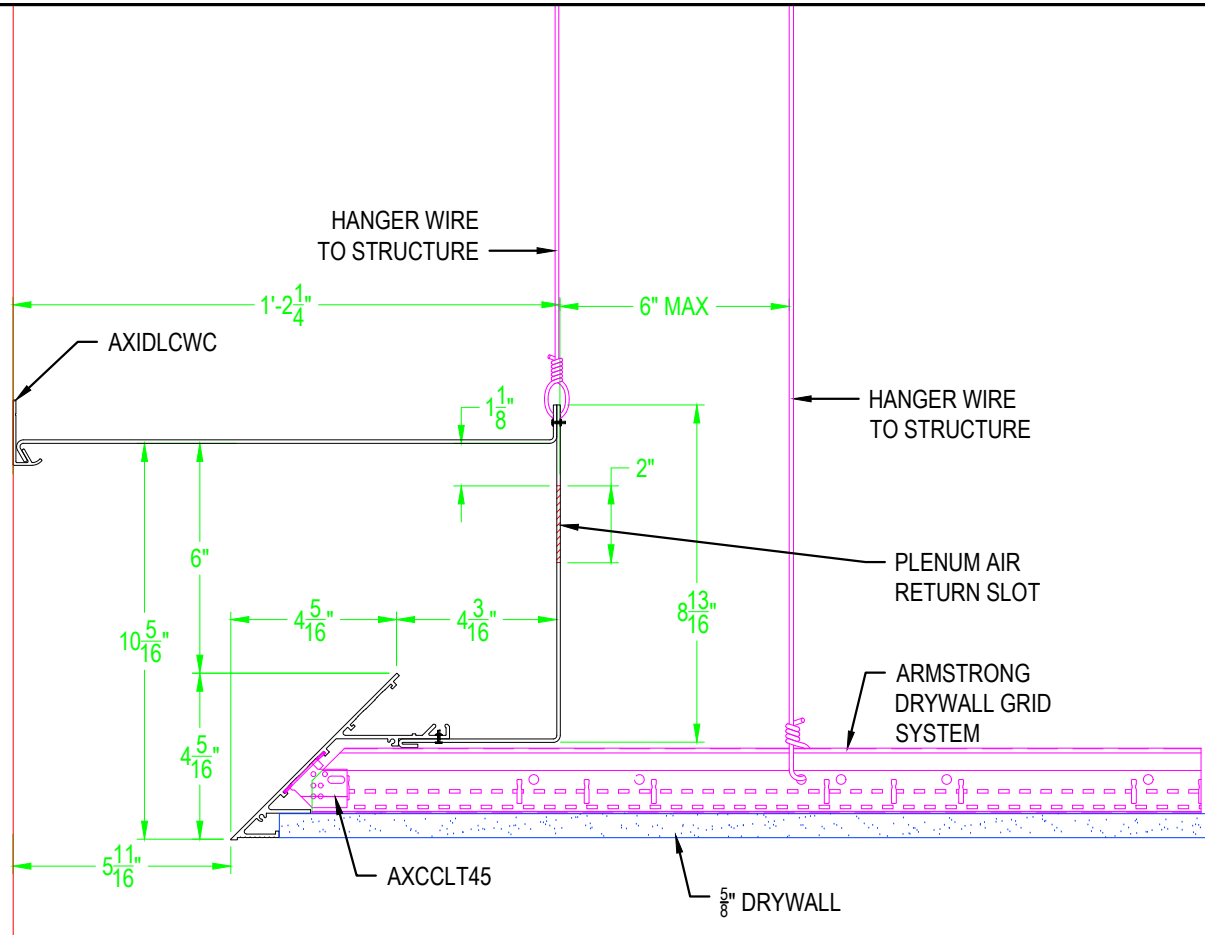 HANGER WIRE
TO STRUCTURE
1'-2 1/4"
6" MAX
AXIDLCWC
1 1/8"
HANGER WIRE
TO STRUCTURE
2"
6"
PLENUM AIR
RETURN SLOT
4 5/16"
4 3/16"
8 13/16"
10 5/16"
ARMSTRONG
DRYWALL GRID
SYSTEM
4 5/16"
5 11/16"
AXCCLT45
5/8" DRYWALL